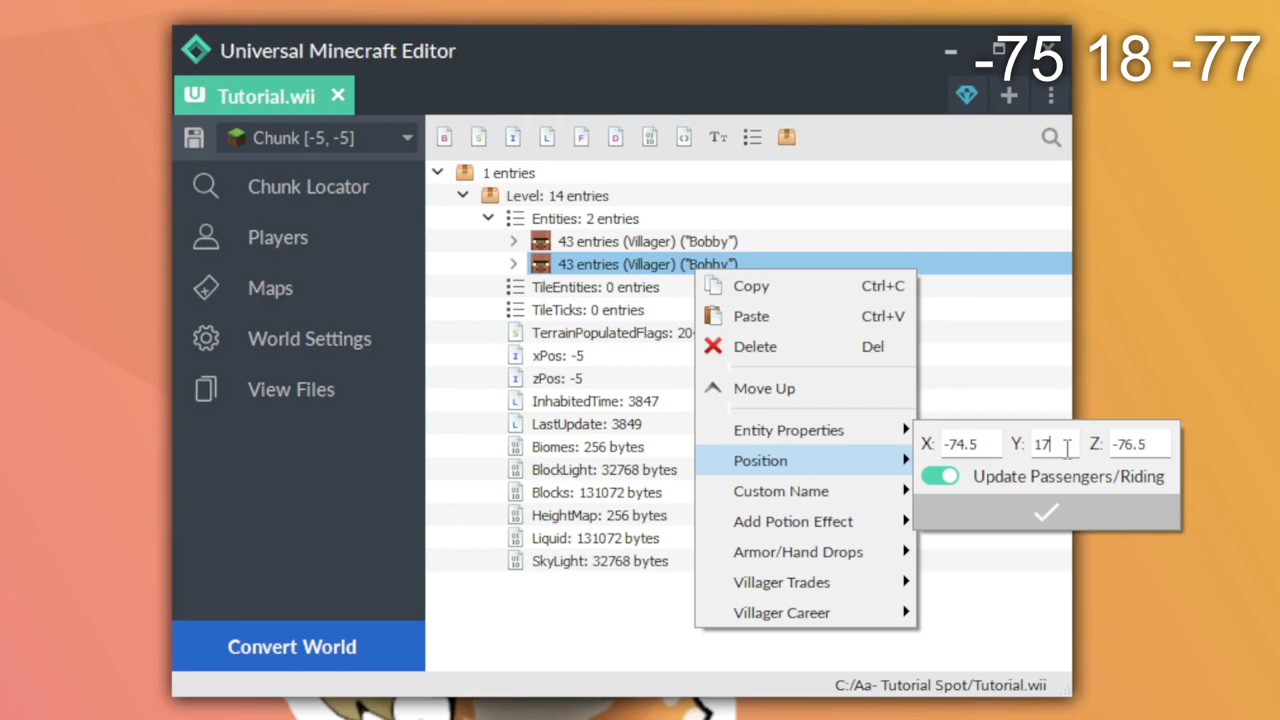 Universal Minecraft Editor
-75 18 -77
Tutorial.wii
Chunk [-5, -5]
Chunk Locator
Players
Maps
World Settings
View Files
Convert World
B S I L F D Tт
1 entries
Level: 14 entries
Entities: 2 entries
43 entries (Villager) ("Bobby")
43 entries (Villager) ("Bobby")
TileEntities: 0 entries
TileTicks: 0 entries
TerrainPopulatedFlags: 20
xPos: -5
zPos: -5
InhabitedTime: 3847
LastUpdate: 3849
Biomes: 256 bytes
BlockLight: 32768 bytes
Blocks: 131072 bytes
HeightMap: 256 bytes
Liquid: 131072 bytes
SkyLight: 32768 bytes
Copy Ctrl+C
Paste Ctrl+V
Delete Del
Move Up
Entity Properties
Position
Custom Name
Add Potion Effect
Armor/Hand Drops
Villager Trades
Villager Career
X: -74.5 Y: 17 Z: -76.5
Update Passengers/Riding
C:/Aa- Tutorial Spot/Tutorial.wii